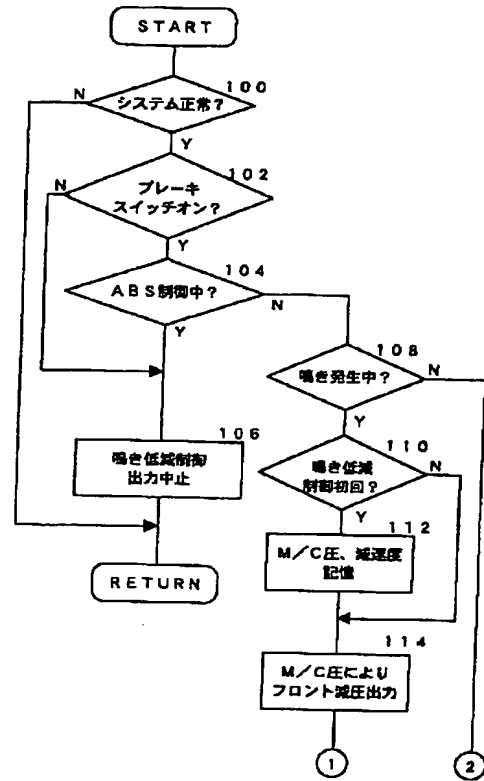 START
100
N
システム正常?
Y
102
N
ブレーキ
スイッチオン?
Y
104
ABS制御中?
N
Y
108
鳴き発生中?
N
Y
106
鳴き低減制御
出力中止
110
鳴き低減
制御初回?
N
Y
112
M/C圧、減速度
記憶
RETURN
114
M/C圧により
フロント減圧出力
1
2